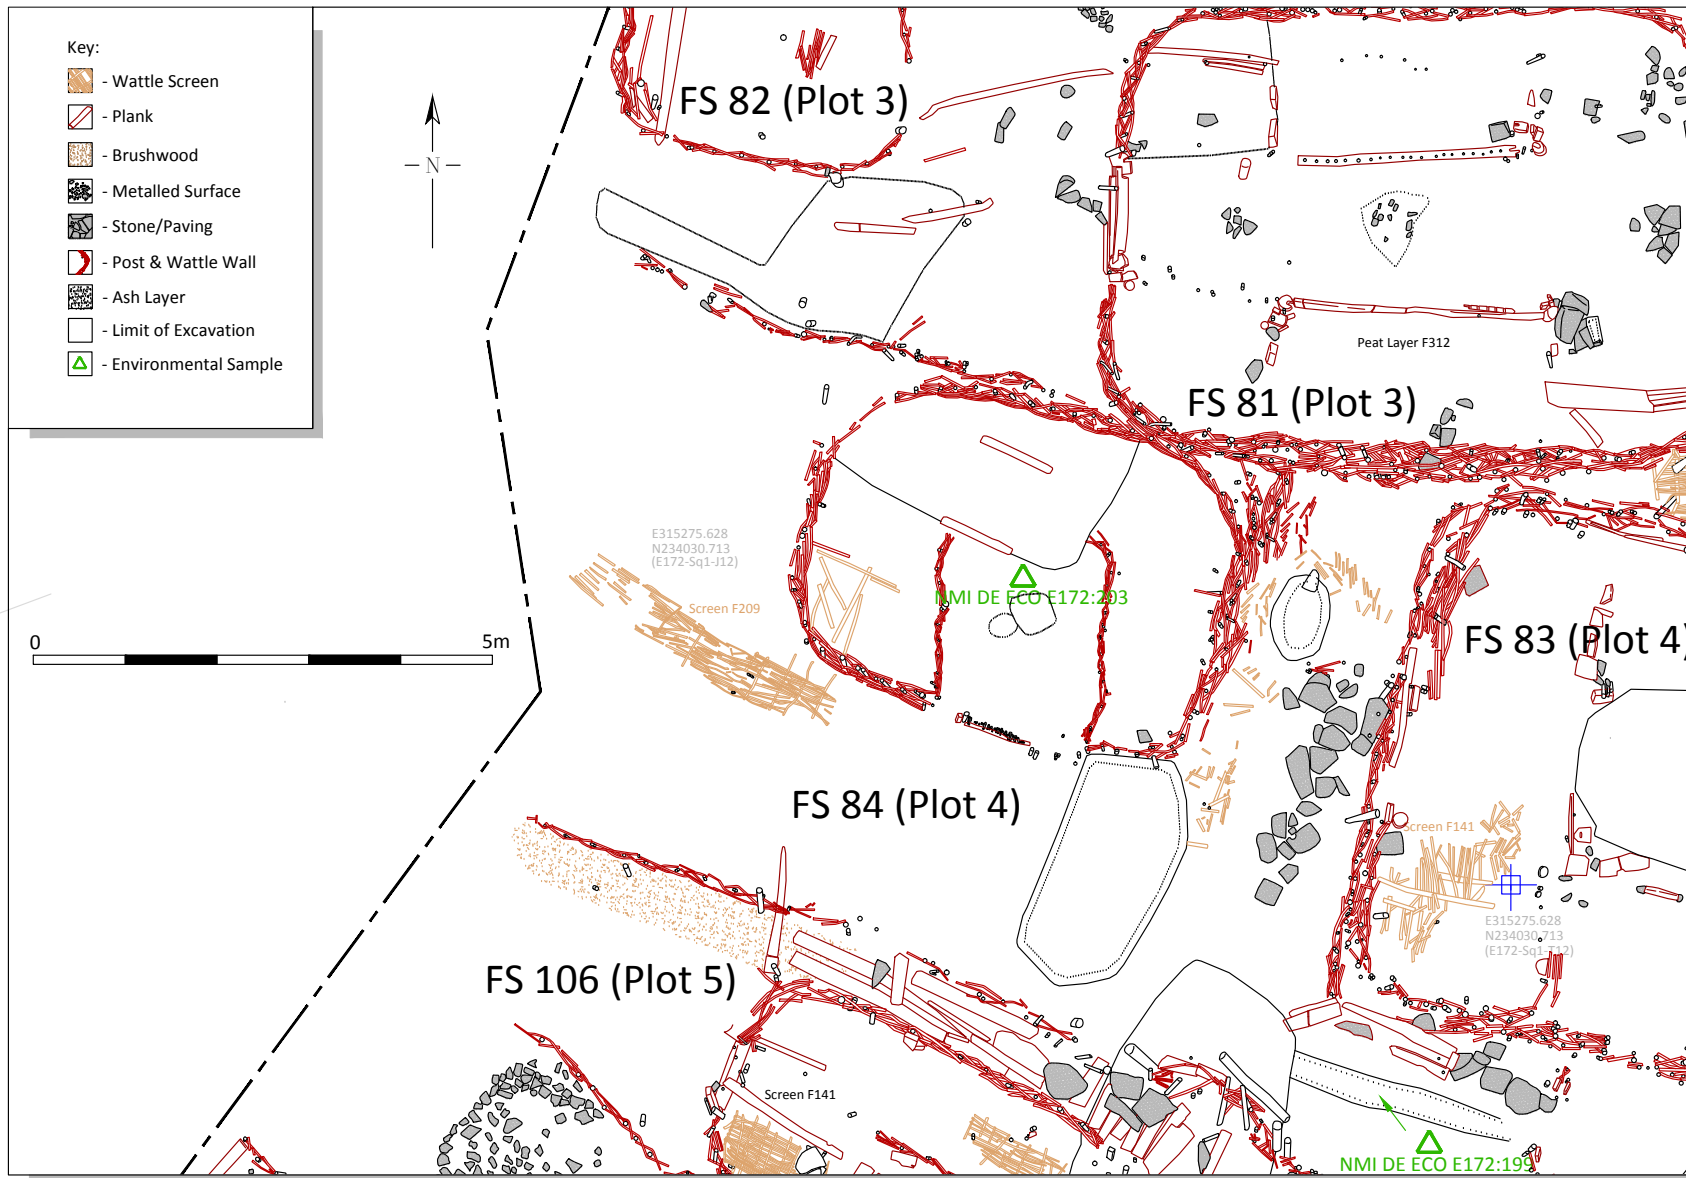 Key:
- Wattle Screen
- Plank
- Brushwood
- Metalled Surface
- Stone/Paving
- Post & Wattle Wall
- Ash Layer
- Limit of Excavation
- Environmental Sample
N
FS 82 (Plot 3)
Peat Layer F312
FS 81 (Plot 3)
E315275.628
N234030.713
(E172-Sq1-J12)
Screen F209
NMI DE ECO E172:203
0
5m
FS 83 (Plot 4)
FS 84 (Plot 4)
Screen F141
E315275.628
N234030.713
(E172-Sq1-T12)
FS 106 (Plot 5)
Screen F141
NMI DE ECO E172:199